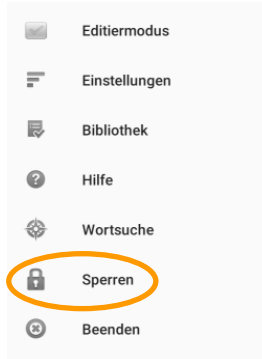 Editiermodus
Einstellungen
Bibliothek
Hilfe
Wortsuche
Sperren
Beenden